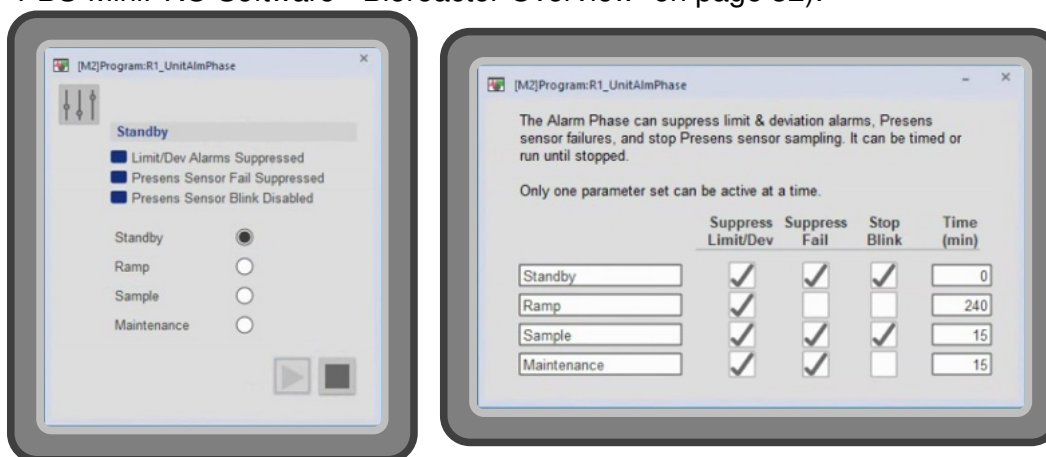 [M2]Program:R1_UnitAlmPhase
Standby
Limit/Dev Alarms Suppressed
Presens Sensor Fail Suppressed
Presens Sensor Blink Disabled
Standby
Ramp
Sample
Maintenance
[M2]Program:R1_UnitAlmPhase
The Alarm Phase can suppress limit & deviation alarms, Presens
sensor failures, and stop Presens sensor sampling. It can be timed or
run until stopped.
Only one parameter set can be active at a time.
Suppress Suppress Stop Time
Limit/Dev Fail Blink (min)
Standby 0
Ramp 240
Sample 15
Maintenance 15